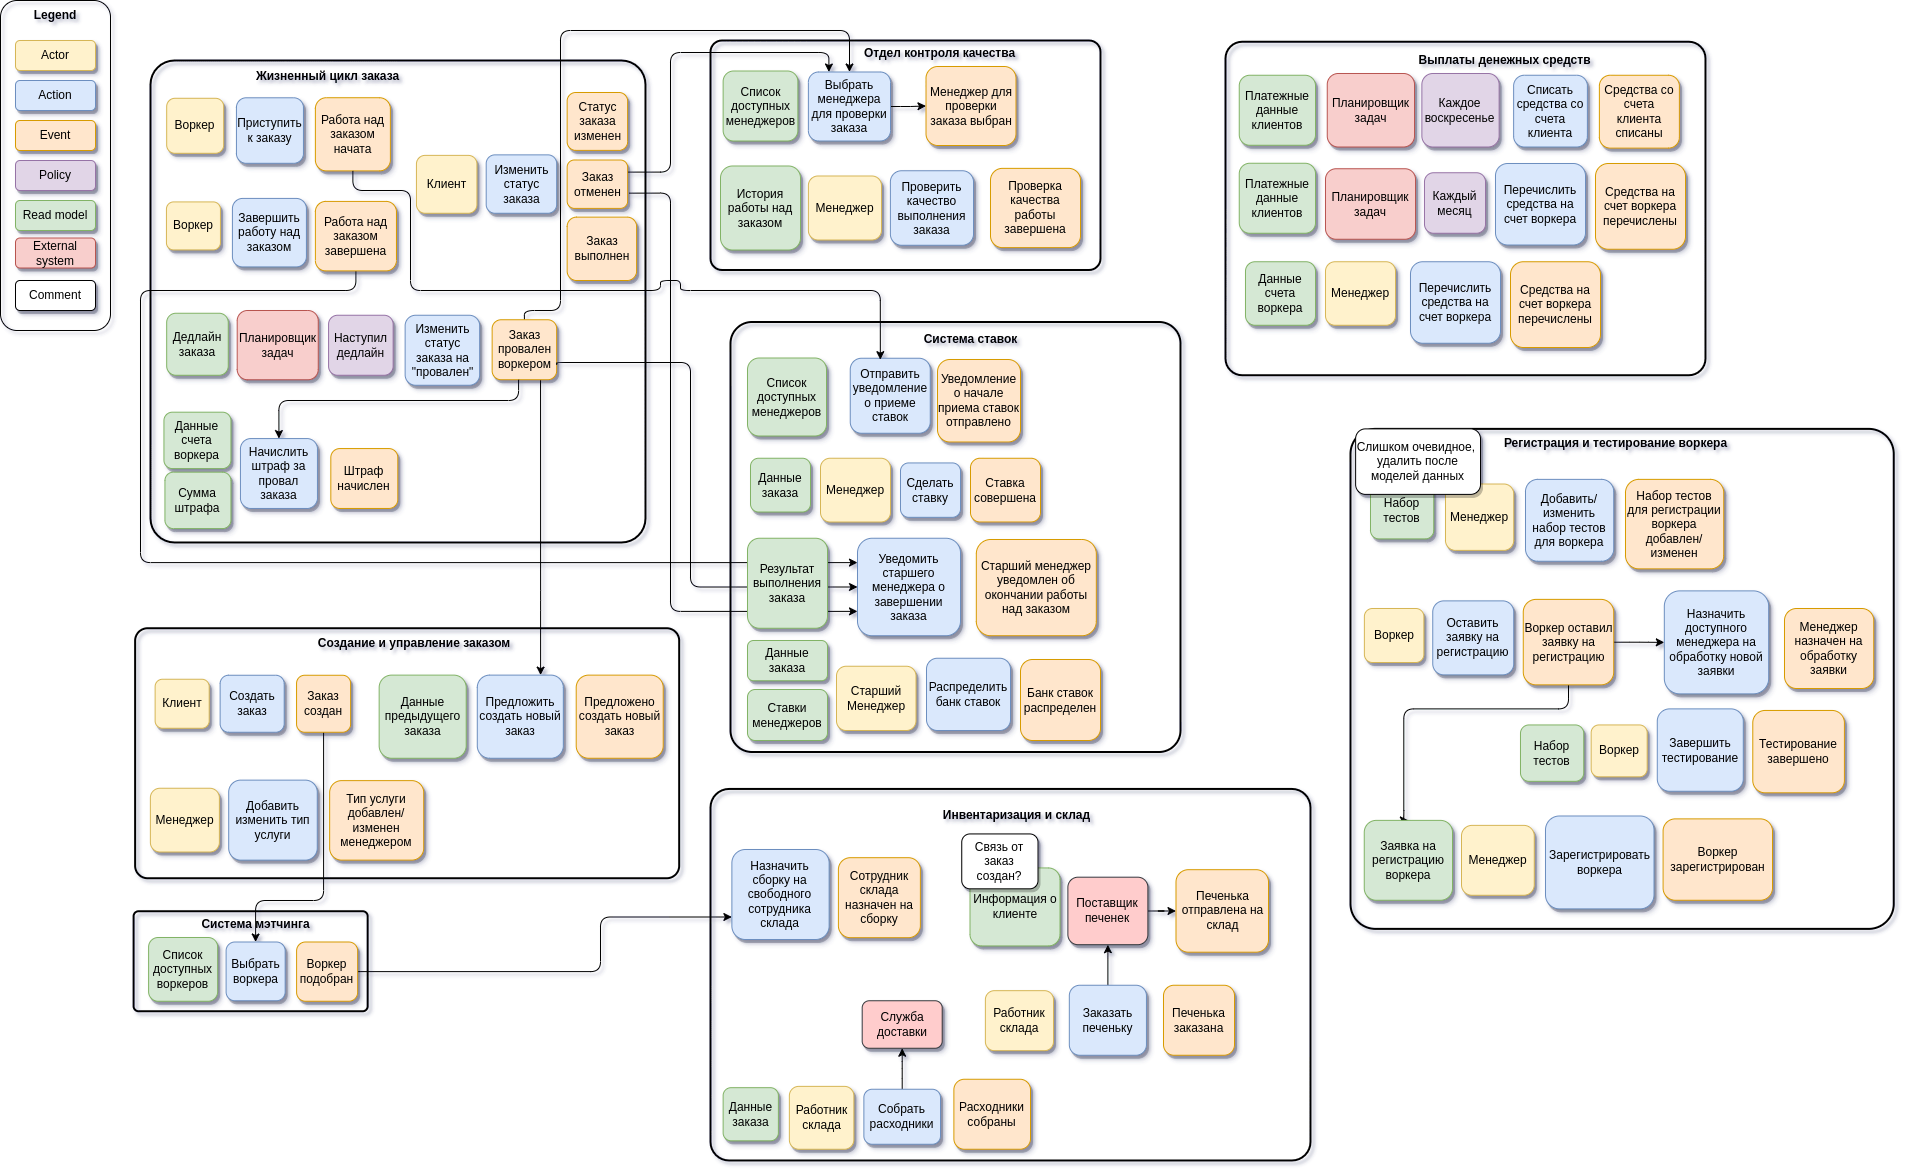 Legend
Actor
Action
Event
Policy
Read model
External
system
Comment
Жизненный цикл заказа
Воркер
Приступить
к заказу
Работа над
заказом
начата
Клиент
Изменить
статус
заказа
Статус
заказа
изменен
Заказ
отменен
Заказ
выполнен
Воркер
Завершить
работу над
заказом
Работа над
заказом
завершена
Дедлайн
заказа
Планировщик
задач
Наступил
дедлайн
Изменить
статус
заказа на
"провален"
Заказ
провален
воркером
Данные
счета
воркера
Сумма
штрафа
Начислить
штраф за
провал
заказа
Штраф
начислен
Отдел контроля качества
Список
доступных
менеджеров
Выбрать
менеджера
для проверки
заказа
Менеджер для
проверки
заказа выбран
История
работы над
заказом
Менеджер
Проверить
качество
выполнения
заказа
Проверка
качества
работы
завершена
Выплаты денежных средств
Платежные
данные
клиентов
Планировщик
задач
Каждое
воскресенье
Списать
средства со
счета
клиента
Средства со
счета
клиента
списаны
Платежные
данные
клиентов
Планировщик
задач
Каждый
месяц
Перечислить
средства на
счет воркера
Средства на
счет воркера
перечислены
Данные
счета
воркера
Менеджер
Перечислить
средства на
счет воркера
Средства на
счет воркера
перечислены
Система ставок
Список
доступных
менеджеров
Отправить
уведомление
о приеме
ставок
Уведомление
о начале
приема ставок
отправлено
Данные
заказа
Менеджер
Сделать
ставку
Ставка
совершена
Результат
выполнения
заказа
Уведомить
старшего
менеджера о
завершении
заказа
Старший менеджер
уведомлен об
окончании работы
над заказом
Данные
заказа
Ставки
менеджеров
Старший
Менеджер
Распределить
банк ставок
Банк ставок
распределен
Регистрация и тестирование воркера
Слишком очевидное,
удалить после
моделей данных
Набор
тестов
Менеджер
Добавить/
изменить
набор тестов
для воркера
Набор тестов
для регистрации
воркера
добавлен/
изменен
Воркер
Оставить
заявку на
регистрацию
Воркер оставил
заявку на
регистрацию
Назначить
доступного
менеджера на
обработку новой
заявки
Менеджер
назначен на
обработку
заявки
Набор
тестов
Воркер
Завершить
тестирование
Тестирование
завершено
Заявка на
регистрацию
воркера
Менеджер
Зарегистрировать
воркера
Воркер
зарегистрирован
Создание и управление заказом
Клиент
Создать
заказ
Заказ
создан
Данные
предыдущего
заказа
Предложить
создать новый
заказ
Предложено
создать новый
заказ
Менеджер
Добавить
изменить тип
услуги
Тип услуги
добавлен/
изменен
менеджером
Система мэтчинга
Список
доступных
воркеров
Выбрать
воркера
Воркер
подобран
Инвентаризация и склад
Назначить
сборку на
свободного
сотрудника
склада
Сотрудник
склада
назначен на
сборку
Связь от
заказ
создан?
Информация о
клиенте
Поставщик
печенек
Печенька
отправлена на
склад
Служба
доставки
Работник
склада
Заказать
печеньку
Печенька
заказана
Данные
заказа
Работник
склада
Собрать
расходники
Расходники
собраны